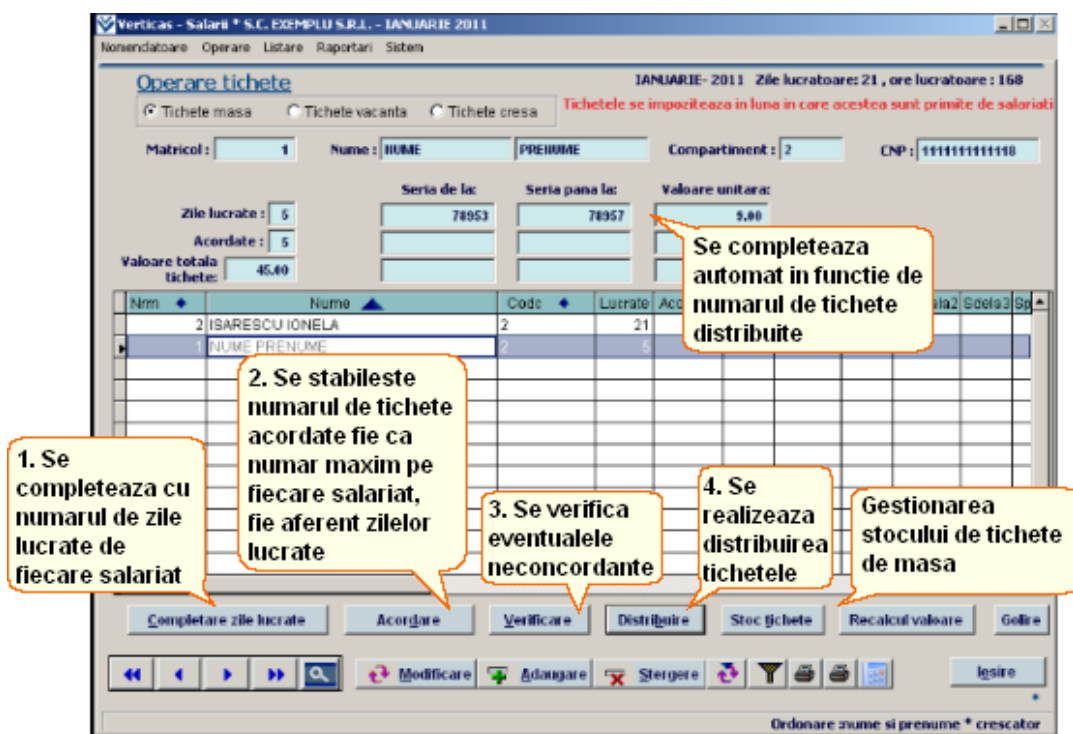 Verticas - Salarii * S.C. EXEMPLU S.R.L. - IANUARIE 2011
Nomendatoare Operare Listare Raportari Sistem
Operare tichete
IANUARIE- 2011 Zile lucratoare: 21 , ore lucratoare : 168
Tichete masa Tichete vacanta Tichete cresa
Tichetele se impoziteaza in luna in care acestea sunt primite de salariati
Matricol : 1 Nume : NUME PRENUME Compartiment : 2 CNP : 1111111111118
Seria de la: Seria pana la: Valoare unitara:
Zile lucrate : 5 78953 78957 9.00
Acordate : 5
Valoare totala
tichete: 45.00
Se completeaza
automat in functie de
numarul de tichete
distribuite
Nrm Nume Code Lucrate Sdela3 Sp
2 ISARESCU IONELA 2 21
1 NUME PRENUME 2 5
1. Se
completeaza cu
numarul de zile
lucrate de
fiecare salariat
2. Se stabileste
numarul de tichete
acordate fie ca
numar maxim pe
fiecare salariat,
fie aferent zilelor
lucrate
3. Se verifica
eventualele
neconcordante
4. Se
realizeaza
distribuirea
tichetele
Gestionarea
stocului de tichete
de masa
Completare zile lucrate Acordare Verificare Distribuire Stoc tichete Recalcul valoare Golire
Modificare Adaugare Stergere Iesire
Ordonare :nume si prenume * crescator